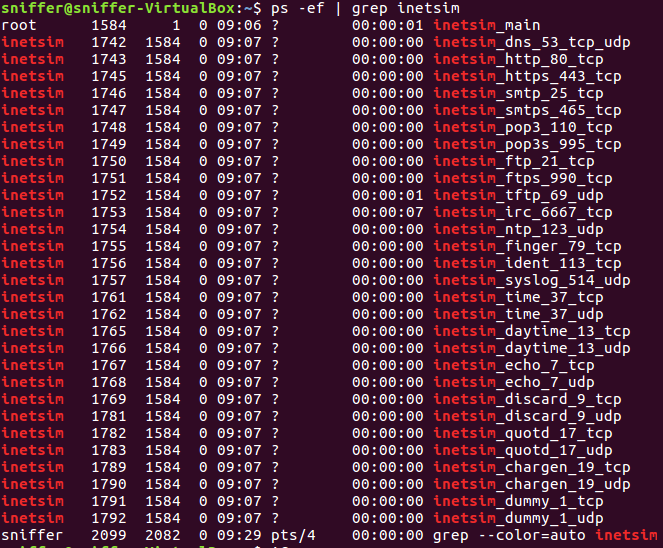 sniffer@sniffer-VirtualBox:~$ ps -ef | grep inetsim
root 1584 1 0 09:06 ? 00:00:01 inetsim_main
inetsim 1742 1584 0 09:07 ? 00:00:00 inetsim_dns_53_tcp_udp
inetsim 1744 1584 0 09:07 ? 00:00:00 inetsim_http_80_tcp
inetsim 1745 1584 0 09:07 ? 00:00:00 inetsim_https_443_tcp
inetsim 1746 1584 0 09:07 ? 00:00:00 inetsim_smtp_25_tcp
inetsim 1747 1584 0 09:07 ? 00:00:00 inetsim_smtps_465_tcp
inetsim 1748 1584 0 09:07 ? 00:00:00 inetsim_pop3_110_tcp
inetsim 1749 1584 0 09:07 ? 00:00:00 inetsim_pop3s_995_tcp
inetsim 1750 1584 0 09:07 ? 00:00:00 inetsim_ftp_21_tcp
inetsim 1751 1584 0 09:07 ? 00:00:00 inetsim_ftps_990_tcp
inetsim 1752 1584 0 09:07 ? 00:00:01 inetsim_tftp_69_udp
inetsim 1753 1584 0 09:07 ? 00:00:07 inetsim_irc_6667_tcp
inetsim 1754 1584 0 09:07 ? 00:00:00 inetsim_ntp_123_udp
inetsim 1755 1584 0 09:07 ? 00:00:00 inetsim_finger_79_tcp
inetsim 1756 1584 0 09:07 ? 00:00:00 inetsim_ident_113_tcp
inetsim 1757 1584 0 09:07 ? 00:00:00 inetsim_syslog_514_udp
inetsim 1761 1584 0 09:07 ? 00:00:00 inetsim_time_37_tcp
inetsim 1762 1584 0 09:07 ? 00:00:00 inetsim_time_37_udp
inetsim 1765 1584 0 09:07 ? 00:00:00 inetsim_daytime_13_tcp
inetsim 1766 1584 0 09:07 ? 00:00:00 inetsim_daytime_13_udp
inetsim 1767 1584 0 09:07 ? 00:00:00 inetsim_echo_7_tcp
inetsim 1768 1584 0 09:07 ? 00:00:00 inetsim_echo_7_udp
inetsim 1769 1584 0 09:07 ? 00:00:00 inetsim_discard_9_tcp
inetsim 1781 1584 0 09:07 ? 00:00:00 inetsim_discard_9_udp
inetsim 1782 1584 0 09:07 ? 00:00:00 inetsim_quotd_17_tcp
inetsim 1783 1584 0 09:07 ? 00:00:00 inetsim_quotd_17_udp
inetsim 1789 1584 0 09:07 ? 00:00:00 inetsim_chargen_19_tcp
inetsim 1790 1584 0 09:07 ? 00:00:00 inetsim_chargen_19_udp
inetsim 1791 1584 0 09:07 ? 00:00:00 inetsim_dummy_1_tcp
inetsim 1792 1584 0 09:07 ? 00:00:00 inetsim_dummy_1_udp
sniffer 2099 2082 0 09:29 pts/4 00:00:00 grep --color=auto inetsim